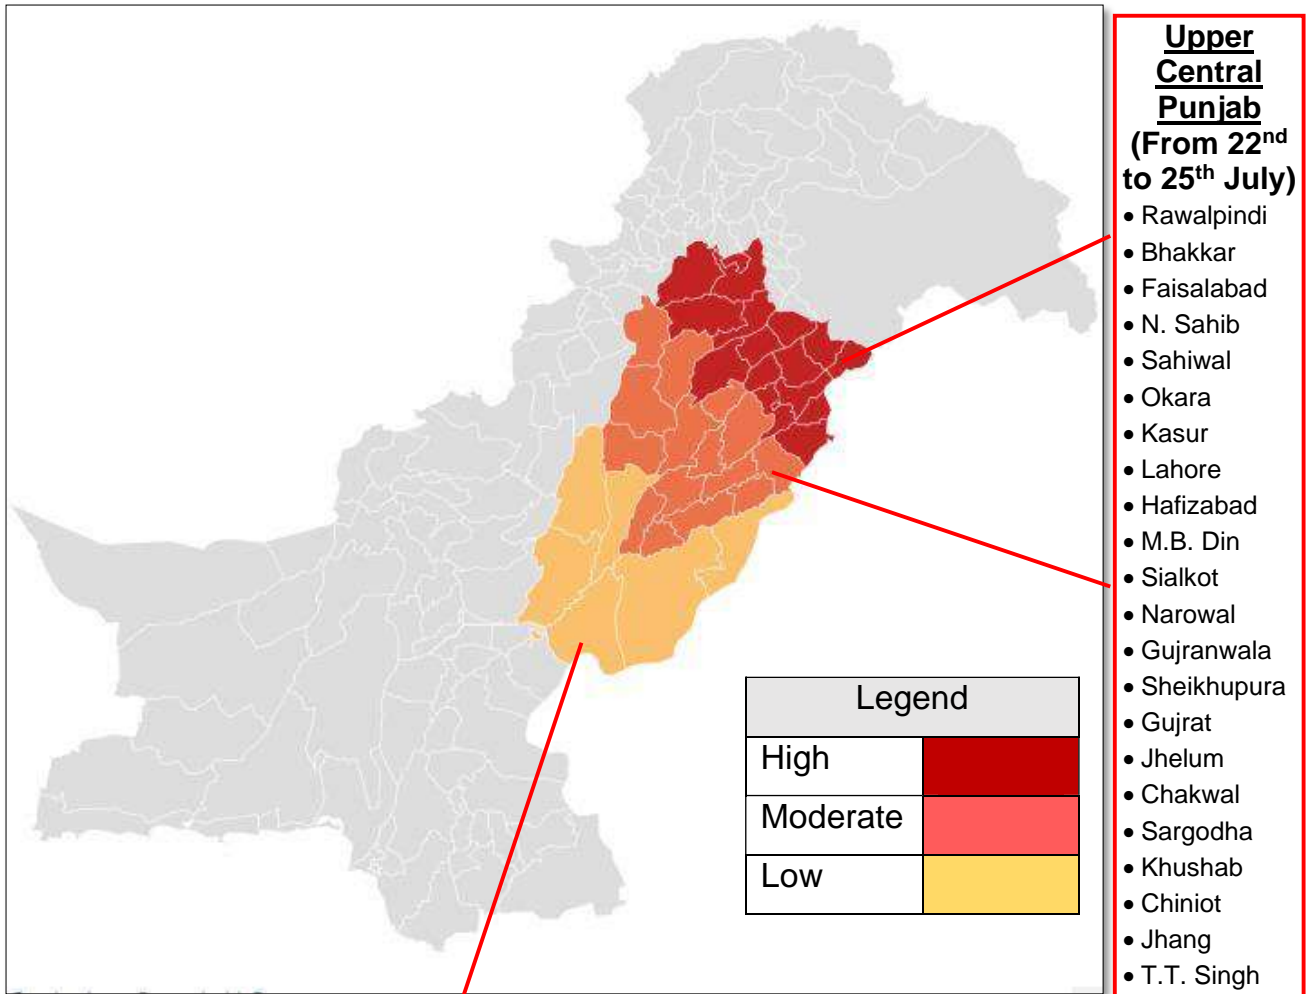 Upper
Central
Punjab
(From 22nd
to 25th July)
• Rawalpindi
• Bhakkar
• Faisalabad
• N. Sahib
• Sahiwal
• Okara
• Kasur
• Lahore
• Hafizabad
• M.B. Din
• Sialkot
• Narowal
• Gujranwala
• Sheikhupura
• Gujrat
• Jhelum
• Chakwal
• Sargodha
• Khushab
• Chiniot
• Jhang
• T.T. Singh
Legend
High
Moderate
Low